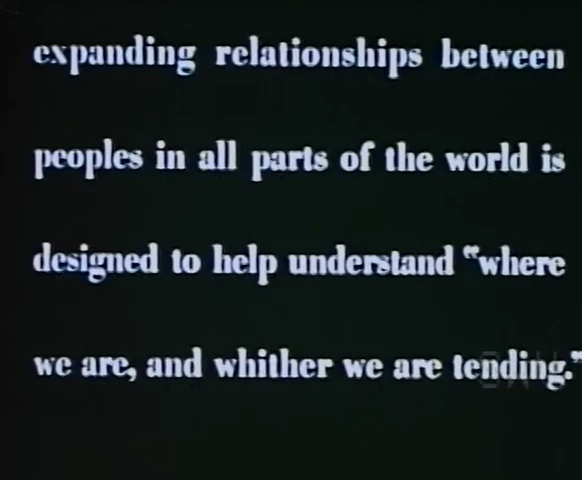 expanding relationships between
peoples in all parts of the world is
designed to help understand “where
we are, and whither we are tending.”